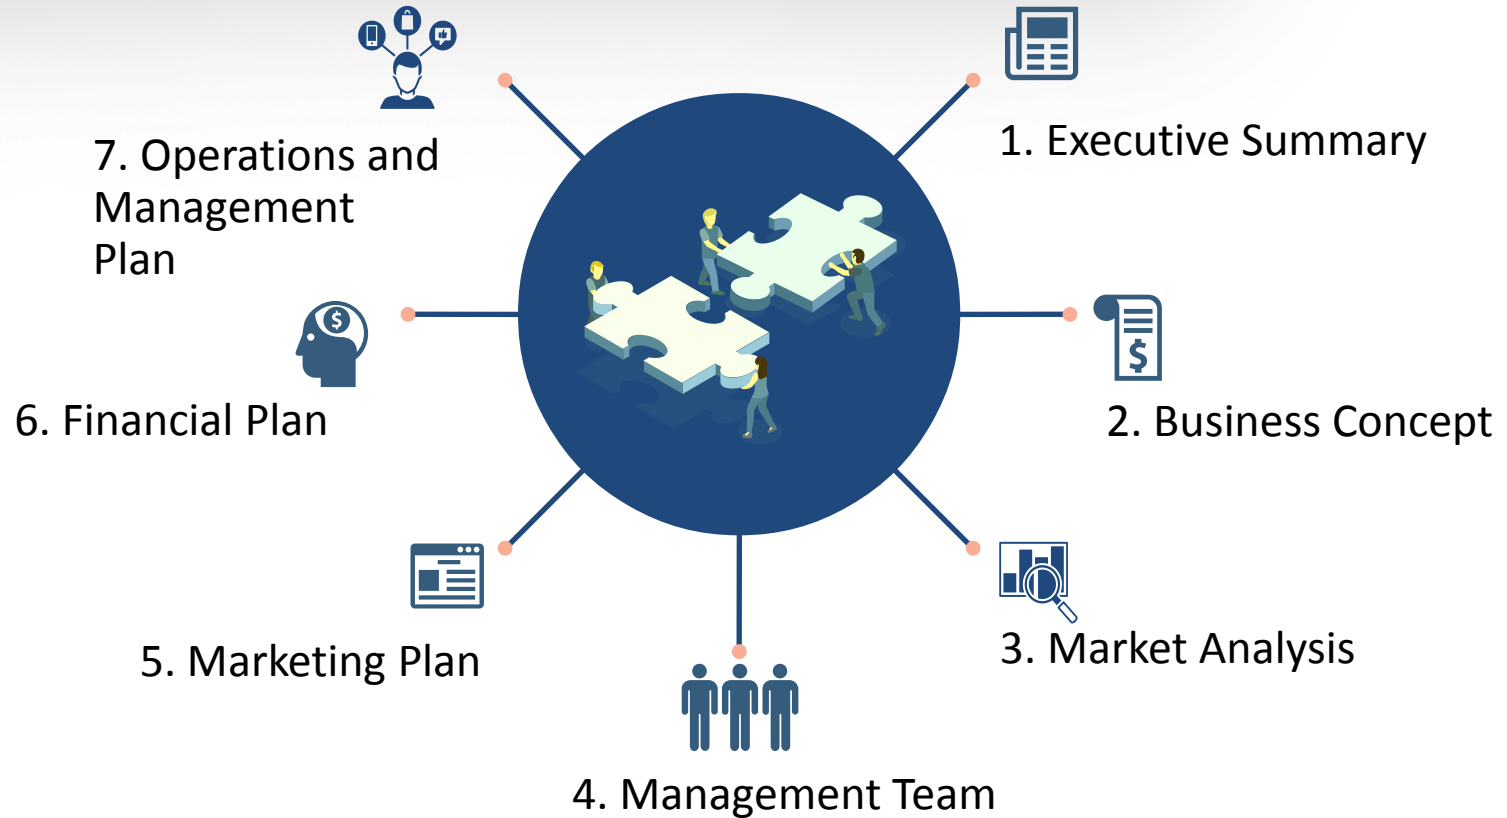 1. Executive Summary
2. Business Concept
3. Market Analysis
4. Management Team
5. Marketing Plan
6. Financial Plan
7. Operations and
Management
Plan
$
$